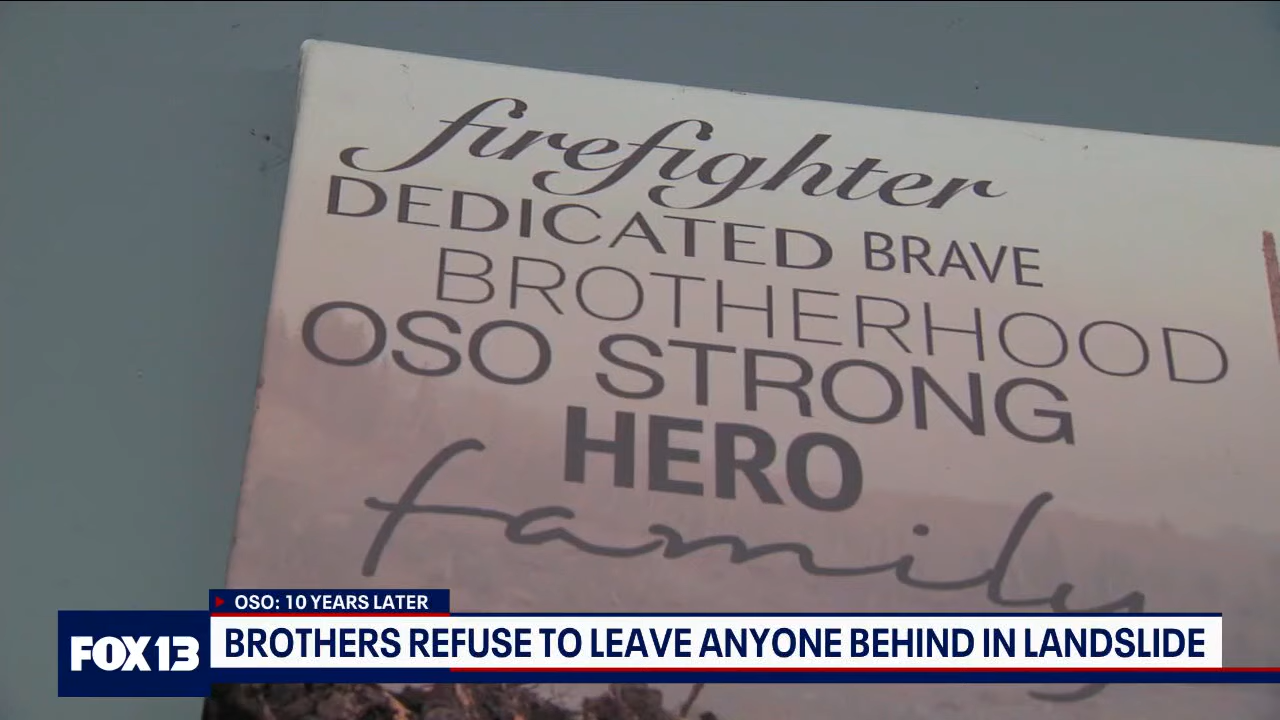 firefighter
DEDICATED BRAVE
BROTHERHOOD
OSO STRONG
HERO
family
OSO: 10 YEARS LATER
FOX 13
BROTHERS REFUSE TO LEAVE ANYONE BEHIND IN LANDSLIDE